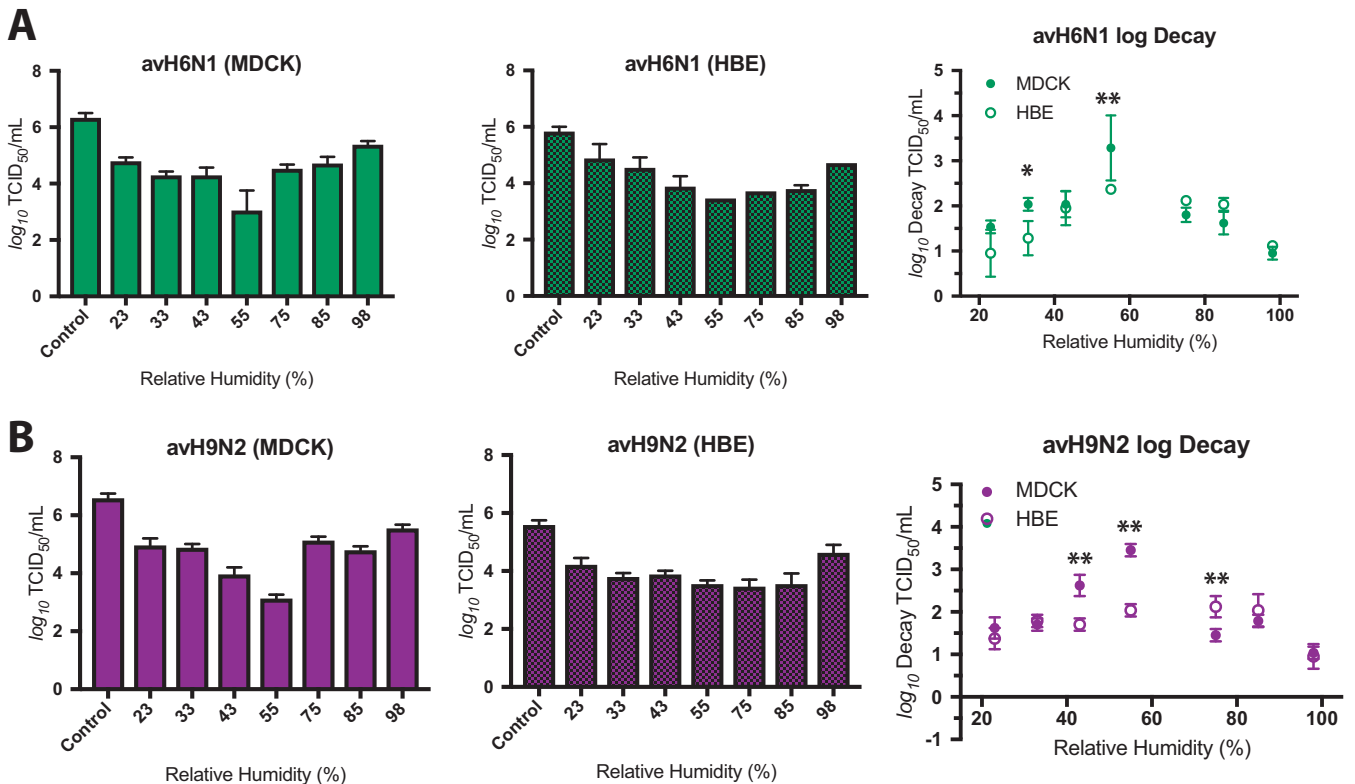 A
avH6N1 (MDCK)
log10 TCID50/mL
8
6
4
2
0
Control
23
33
43
55
75
85
98
Relative Humidity (%)
avH6N1 (HBE)
log10 TCID50/mL
8
6
4
2
0
Control
23
33
43
55
75
85
98
Relative Humidity (%)
avH6N1 log Decay
log10 Decay TCID50/mL
5
4
3
2
1
0
MDCK
HBE
*
**
20
40
60
80
100
Relative Humidity (%)
B
avH9N2 (MDCK)
log10 TCID50/mL
8
6
4
2
0
Control
23
33
43
55
75
85
98
Relative Humidity (%)
avH9N2 (HBE)
log10 TCID50/mL
8
6
4
2
0
Control
23
33
43
55
75
85
98
Relative Humidity (%)
avH9N2 log Decay
log10 Decay TCID50/mL
5
4
3
2
1
0
-1
MDCK
HBE
**
**
**
20
40
60
80
100
Relative Humidity (%)